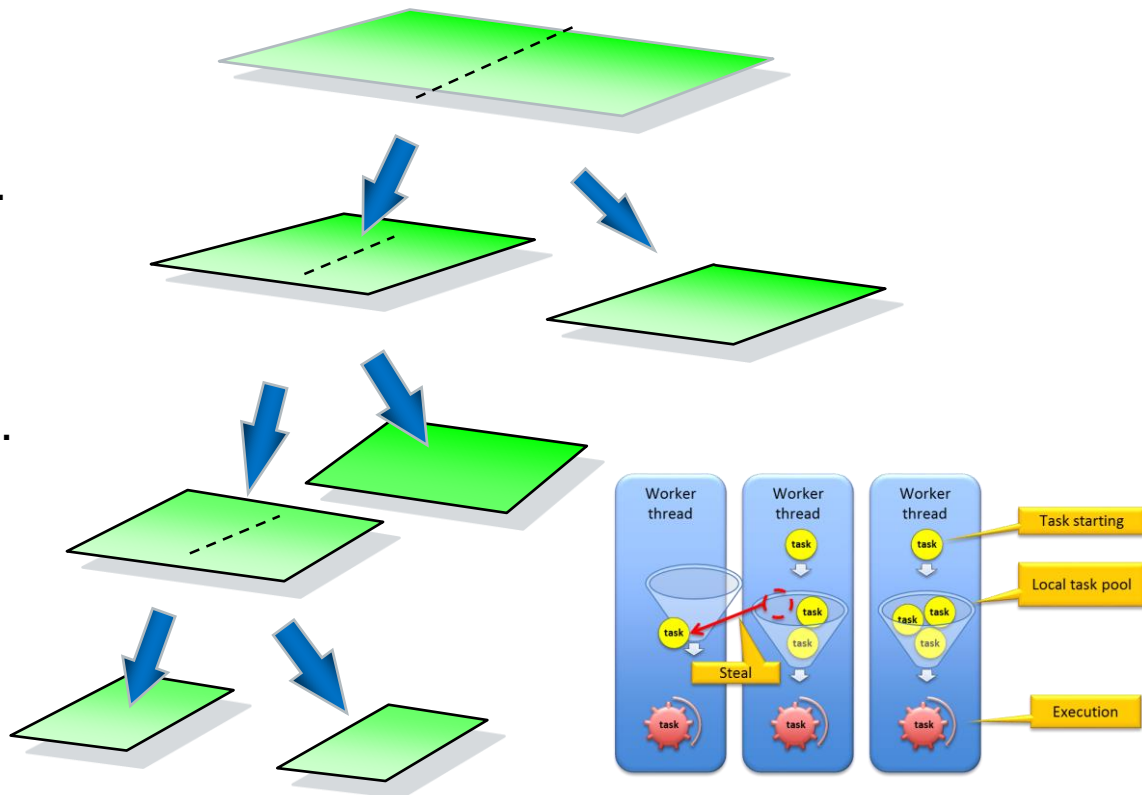 .
.
Worker
thread
Worker
thread
Worker
thread
task
task
Task starting
task
task
task
task
task
task
Local task pool
Steal
task
task
task
Execution